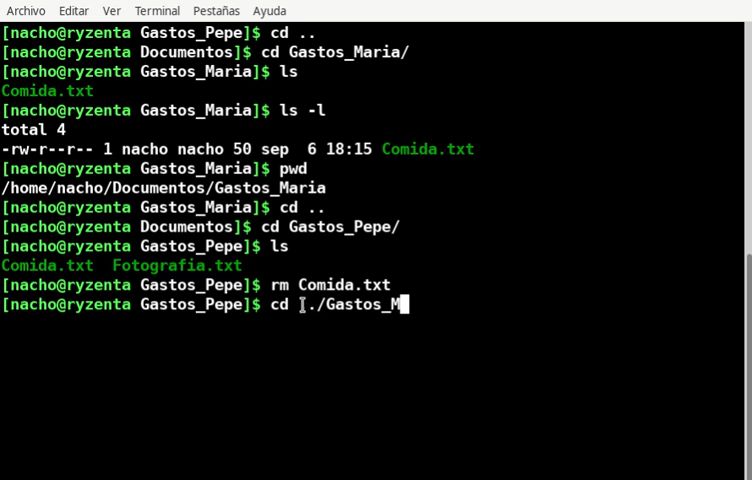 Archivo Editar Ver Terminal Pestañas Ayuda
[nacho@ryzenta Gastos_Pepe]$ cd ..
[nacho@ryzenta Documentos]$ cd Gastos_Maria/
[nacho@ryzenta Gastos_Maria]$ ls
Comida.txt
[nacho@ryzenta Gastos_Maria]$ ls -l
total 4
-rw-r--r-- 1 nacho nacho 50 sep  6 18:15 Comida.txt
[nacho@ryzenta Gastos_Maria]$ pwd
/home/nacho/Documentos/Gastos_Maria
[nacho@ryzenta Gastos_Maria]$ cd ..
[nacho@ryzenta Documentos]$ cd Gastos_Pepe/
[nacho@ryzenta Gastos_Pepe]$ ls
Comida.txt  Fotografia.txt
[nacho@ryzenta Gastos_Pepe]$ rm Comida.txt
[nacho@ryzenta Gastos_Pepe]$ cd ../Gastos_M